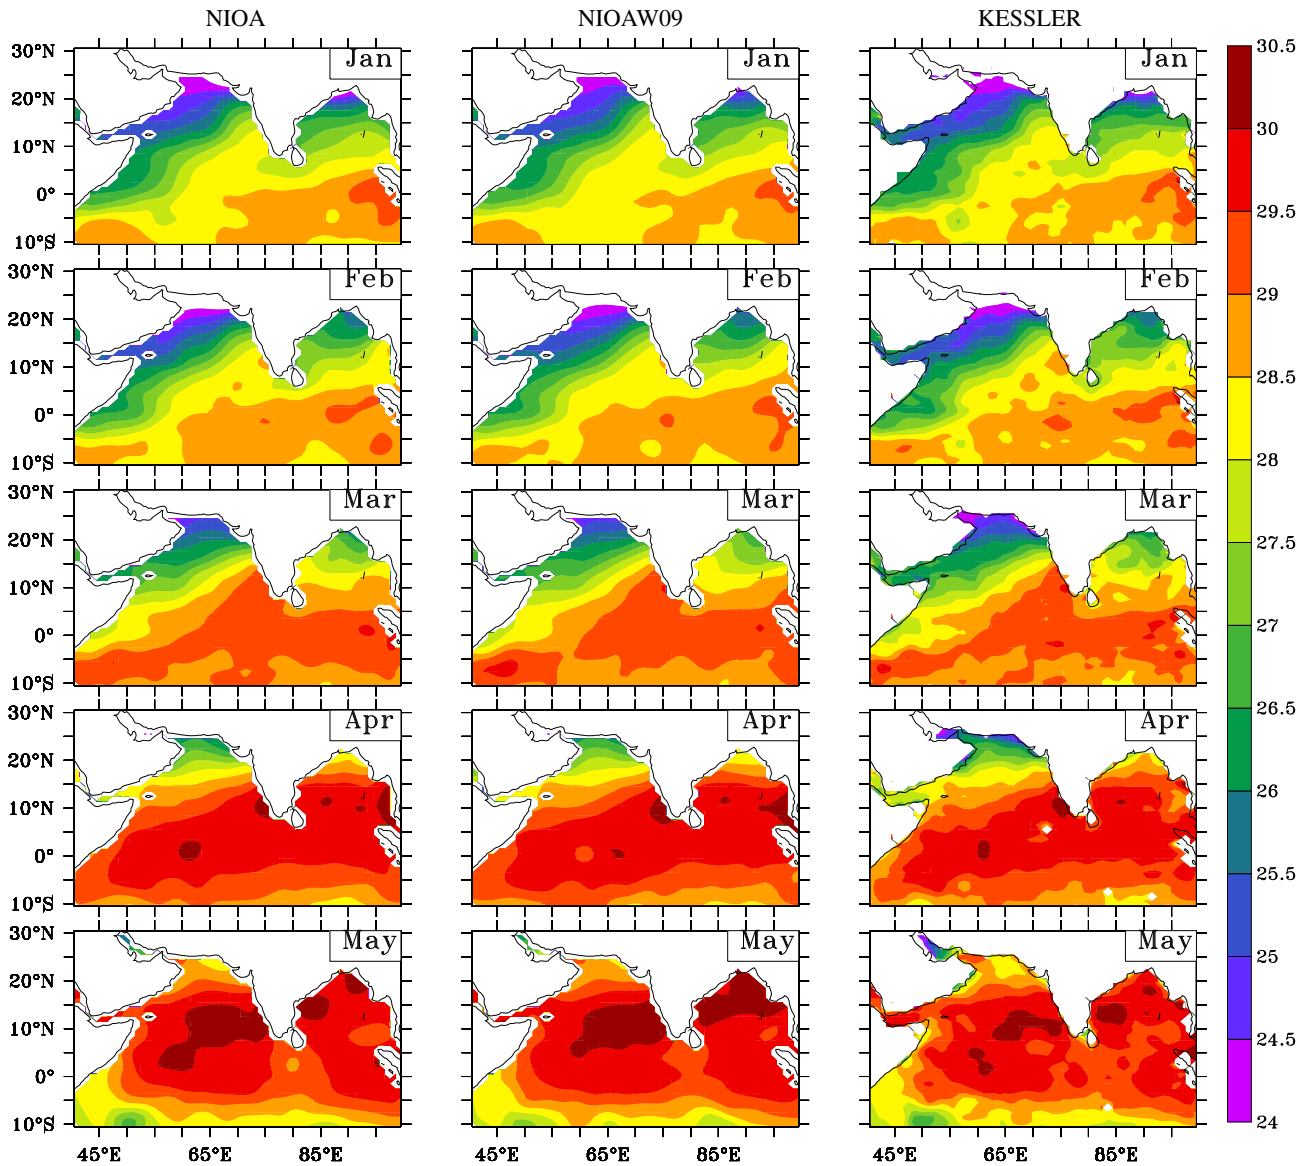 NIOA NIOAW09 KESSLER
30°N Jan Jan Jan 30.5
20°N
30
10°N
29.5
0°
10°S
29
30°N Feb Feb Feb
20°N
28.5
10°N
0°
28
10°S
30°N Mar Mar Mar
27.5
20°N
10°N
27
0°
10°S
26.5
30°N Apr Apr Apr
20°N
26
10°N
0°
25.5
10°S
30°N May May May
25
20°N
10°N
24.5
0°
10°S 24
45°E 65°E 85°E 45°E 65°E 85°E 45°E 65°E 85°E